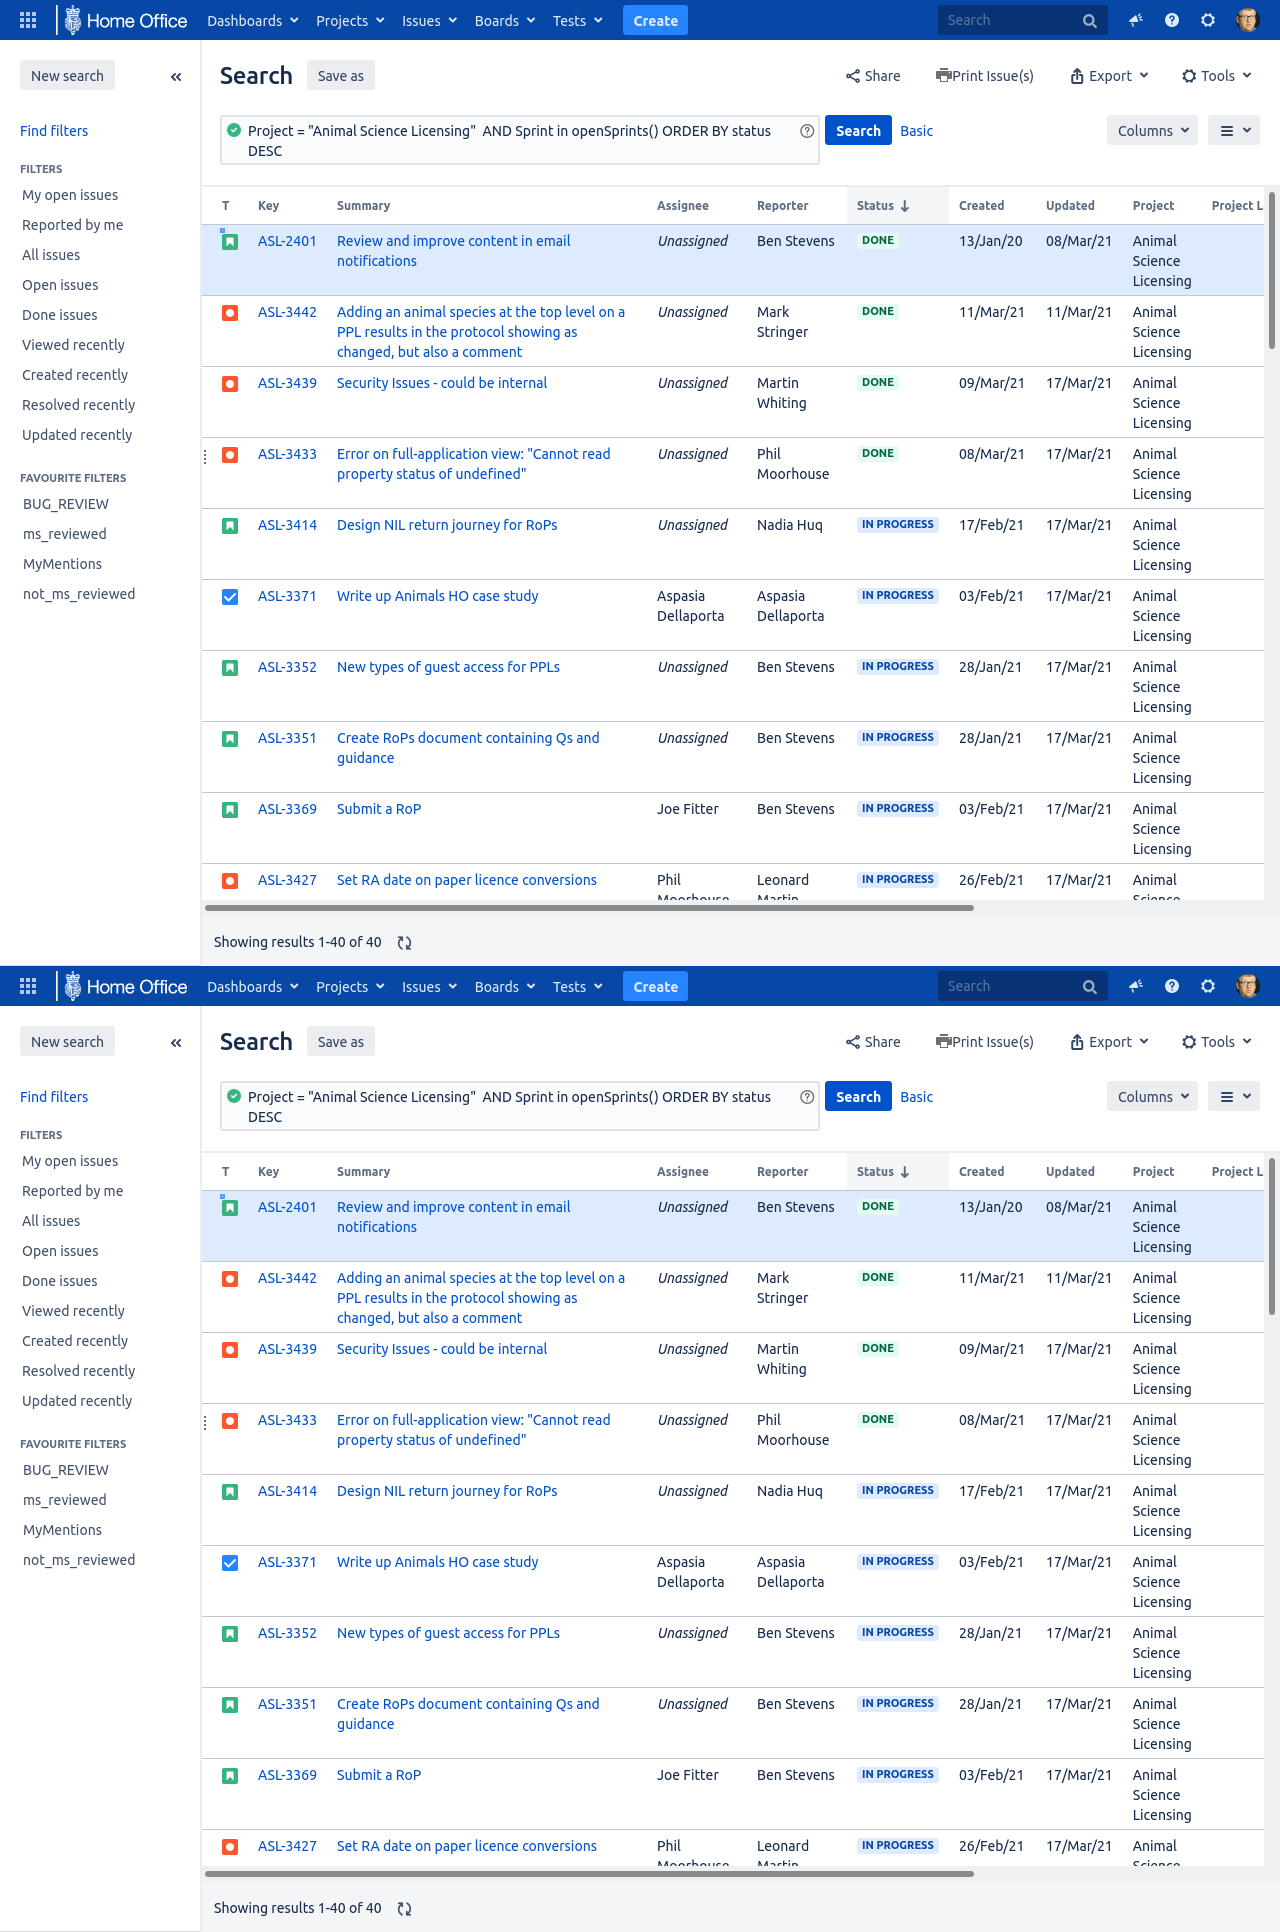 Home Office Dashboards Projects Issues Boards Tests Create Search
New search
Search Save as Share Print Issue(s) Export Tools
Find filters
Project = "Animal Science Licensing"  AND Sprint in openSprints() ORDER BY status
DESC
Search Basic Columns
FILTERS
My open issues
Reported by me
All issues
Open issues
Done issues
Viewed recently
Created recently
Resolved recently
Updated recently
FAVOURITE FILTERS
BUG_REVIEW
ms_reviewed
MyMentions
not_ms_reviewed
T Key Summary Assignee Reporter Status Created Updated Project Project L
ASL-2401 Review and improve content in email Unassigned Ben Stevens DONE 13/Jan/20 08/Mar/21 Animal
notifications Science
Licensing
ASL-3442 Adding an animal species at the top level on a Unassigned Mark DONE 11/Mar/21 11/Mar/21 Animal
PPL results in the protocol showing as Stringer Science
changed, but also a comment Licensing
ASL-3439 Security Issues - could be internal Unassigned Martin DONE 09/Mar/21 17/Mar/21 Animal
Whiting Science
Licensing
ASL-3433 Error on full-application view: "Cannot read Unassigned Phil DONE 08/Mar/21 17/Mar/21 Animal
property status of undefined" Moorhouse Science
Licensing
ASL-3414 Design NIL return journey for RoPs Unassigned Nadia Huq IN PROGRESS 17/Feb/21 17/Mar/21 Animal
Science
Licensing
ASL-3371 Write up Animals HO case study Aspasia Aspasia IN PROGRESS 03/Feb/21 17/Mar/21 Animal
Dellaporta Dellaporta Science
Licensing
ASL-3352 New types of guest access for PPLs Unassigned Ben Stevens IN PROGRESS 28/Jan/21 17/Mar/21 Animal
Science
Licensing
ASL-3351 Create RoPs document containing Qs and Unassigned Ben Stevens IN PROGRESS 28/Jan/21 17/Mar/21 Animal
guidance Science
Licensing
ASL-3369 Submit a RoP Joe Fitter Ben Stevens IN PROGRESS 03/Feb/21 17/Mar/21 Animal
Science
Licensing
ASL-3427 Set RA date on paper licence conversions Phil Leonard IN PROGRESS 26/Feb/21 17/Mar/21 Animal
Moorhouse Martin Science
Showing results 1-40 of 40
Home Office Dashboards Projects Issues Boards Tests Create Search
New search
Search Save as Share Print Issue(s) Export Tools
Find filters
Project = "Animal Science Licensing"  AND Sprint in openSprints() ORDER BY status
DESC
Search Basic Columns
FILTERS
My open issues
Reported by me
All issues
Open issues
Done issues
Viewed recently
Created recently
Resolved recently
Updated recently
FAVOURITE FILTERS
BUG_REVIEW
ms_reviewed
MyMentions
not_ms_reviewed
T Key Summary Assignee Reporter Status Created Updated Project Project L
ASL-2401 Review and improve content in email Unassigned Ben Stevens DONE 13/Jan/20 08/Mar/21 Animal
notifications Science
Licensing
ASL-3442 Adding an animal species at the top level on a Unassigned Mark DONE 11/Mar/21 11/Mar/21 Animal
PPL results in the protocol showing as Stringer Science
changed, but also a comment Licensing
ASL-3439 Security Issues - could be internal Unassigned Martin DONE 09/Mar/21 17/Mar/21 Animal
Whiting Science
Licensing
ASL-3433 Error on full-application view: "Cannot read Unassigned Phil DONE 08/Mar/21 17/Mar/21 Animal
property status of undefined" Moorhouse Science
Licensing
ASL-3414 Design NIL return journey for RoPs Unassigned Nadia Huq IN PROGRESS 17/Feb/21 17/Mar/21 Animal
Science
Licensing
ASL-3371 Write up Animals HO case study Aspasia Aspasia IN PROGRESS 03/Feb/21 17/Mar/21 Animal
Dellaporta Dellaporta Science
Licensing
ASL-3352 New types of guest access for PPLs Unassigned Ben Stevens IN PROGRESS 28/Jan/21 17/Mar/21 Animal
Science
Licensing
ASL-3351 Create RoPs document containing Qs and Unassigned Ben Stevens IN PROGRESS 28/Jan/21 17/Mar/21 Animal
guidance Science
Licensing
ASL-3369 Submit a RoP Joe Fitter Ben Stevens IN PROGRESS 03/Feb/21 17/Mar/21 Animal
Science
Licensing
ASL-3427 Set RA date on paper licence conversions Phil Leonard IN PROGRESS 26/Feb/21 17/Mar/21 Animal
Moorhouse Martin Science
Showing results 1-40 of 40